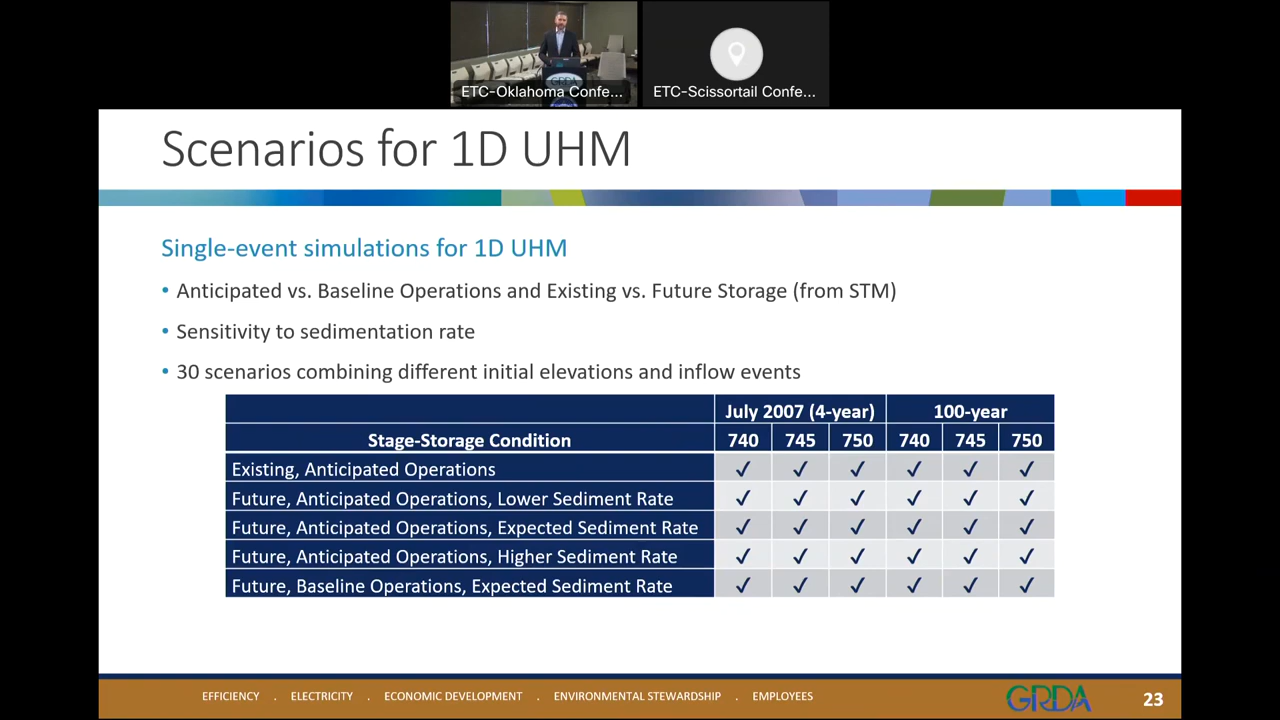 ETC-Oklahoma Confe...
ETC-Scissortail Confe...
Scenarios for 1D UHM
Single-event simulations for 1D UHM
• Anticipated vs. Baseline Operations and Existing vs. Future Storage (from STM)
• Sensitivity to sedimentation rate
• 30 scenarios combining different initial elevations and inflow events
July 2007 (4-year) 100-year
Stage-Storage Condition 740 745 750 740 745 750
Existing, Anticipated Operations ✓ ✓ ✓ ✓ ✓ ✓
Future, Anticipated Operations, Lower Sediment Rate ✓ ✓ ✓ ✓ ✓ ✓
Future, Anticipated Operations, Expected Sediment Rate ✓ ✓ ✓ ✓ ✓ ✓
Future, Anticipated Operations, Higher Sediment Rate ✓ ✓ ✓ ✓ ✓ ✓
Future, Baseline Operations, Expected Sediment Rate ✓ ✓ ✓ ✓ ✓ ✓
EFFICIENCY . ELECTRICITY . ECONOMIC DEVELOPMENT . ENVIRONMENTAL STEWARDSHIP . EMPLOYEES
GRDA
23